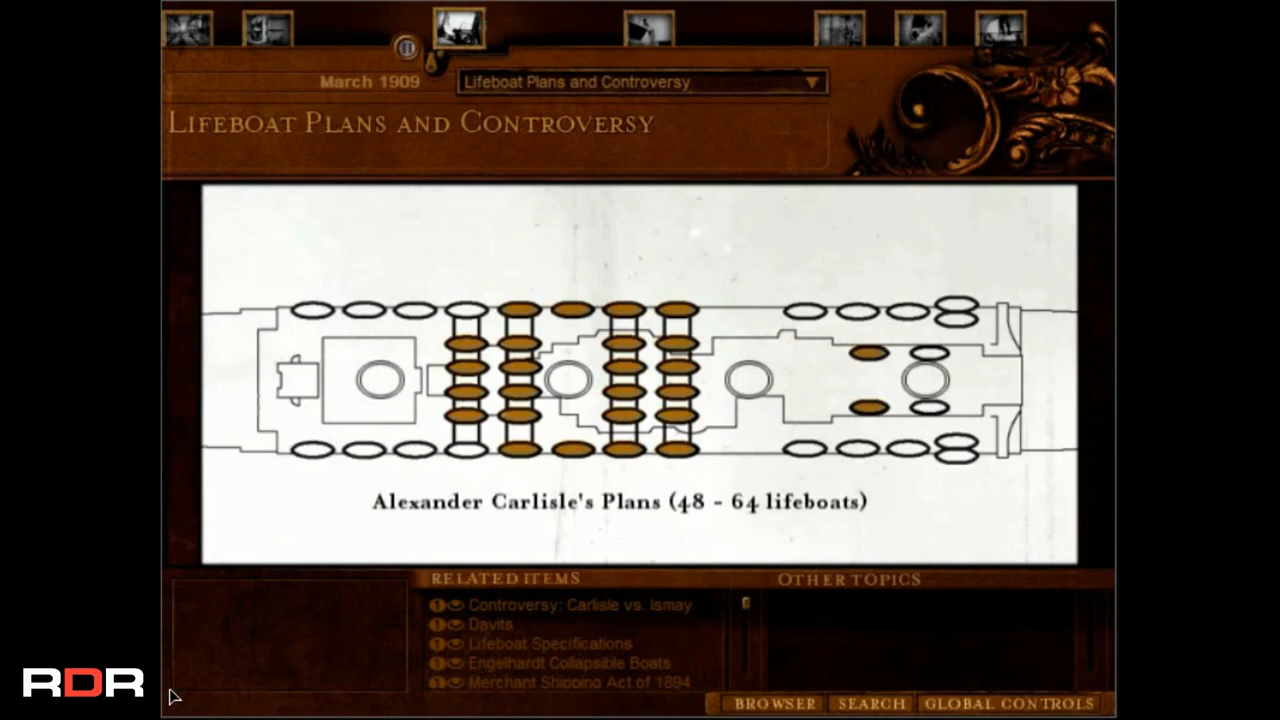 March 1909
Lifeboat Plans and Controversy
Lifeboat Plans and Controversy
Alexander Carlisle's Plans (48 - 64 lifeboats)
RELATED ITEMS
OTHER TOPICS
Controversy: Carlisle vs. Ismay
Davits
Lifeboat Specifications
Engelhardt Collapsible Boats
Merchant Shipping Act of 1894
RDR
BROWSER
SEARCH
GLOBAL CONTROLS